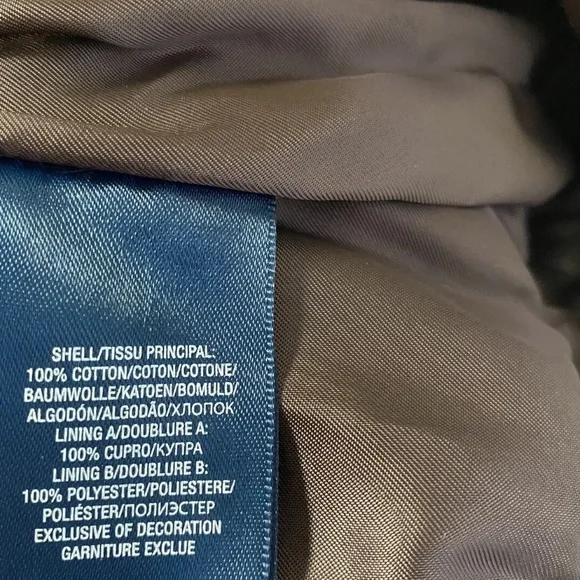 SHELL/TISSU PRINCIPAL:
100% COTTON/COTON/COTONE/
BAUMWOLLE/KATOEN/BOMULD/
ALGODÓN/ALGODÃO/ХЛОПОК
LINING A/DOUBLURE A:
100% CUPRO/КУПРА
LINING B/DOUBLURE B:
100% POLYESTER/POLIESTERE/
POLIÉSTER/ПОЛИЭСТЕР
EXCLUSIVE OF DECORATION
GARNITURE EXCLUE